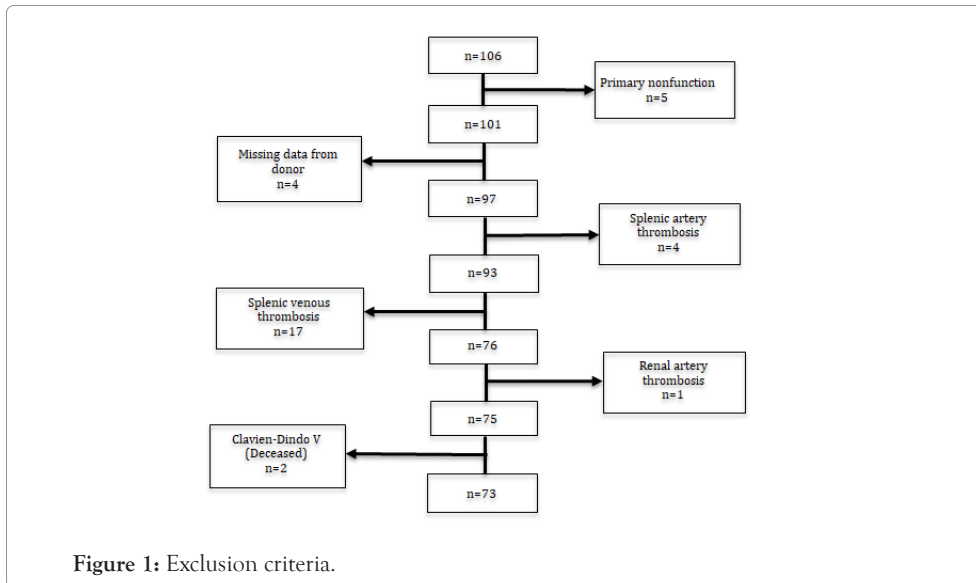 n=106
Primary nonfunction
n=5
n=101
Missing data from
donor
n=4
n=97
Splenic artery
thrombosis
n=4
n=93
Splenic venous
thrombosis
n=17
n=76
Renal artery
thrombosis
n=1
n=75
Clavien-Dindo V
(Deceased)
n=2
n=73
Figure 1: Exclusion criteria.